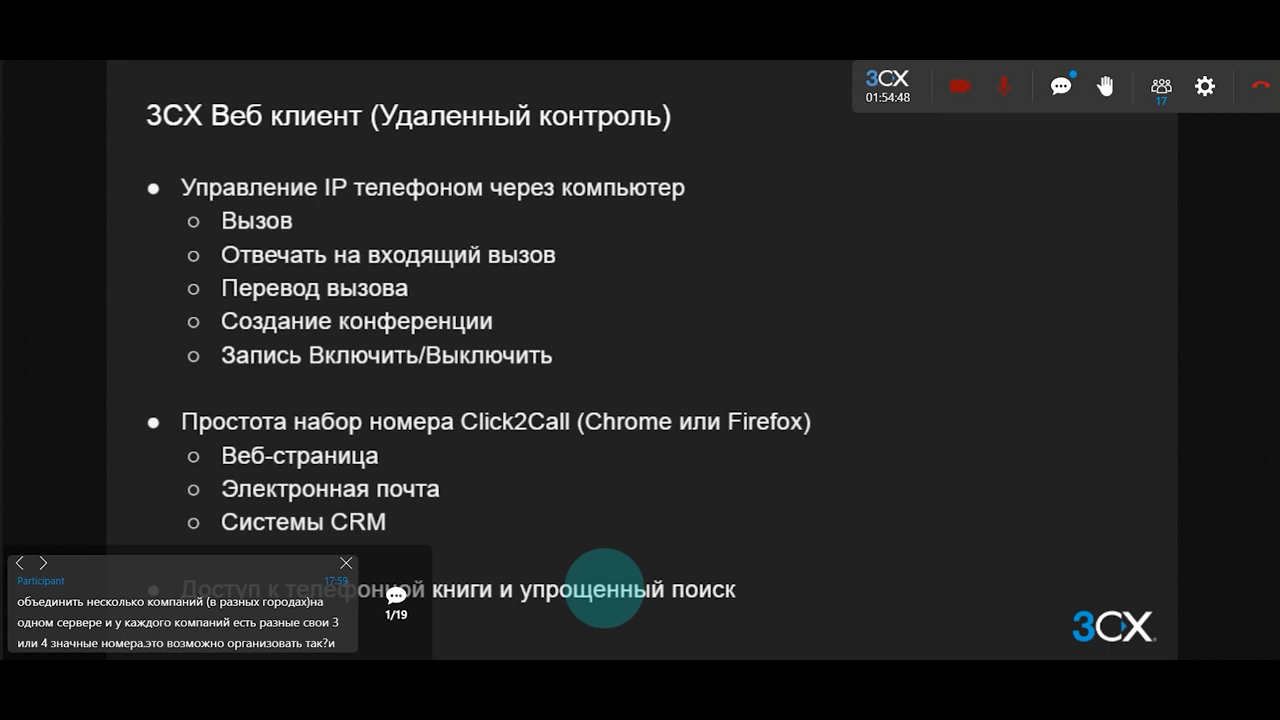 3CX
01:54:48
17
3CX Веб клиент (Удаленный контроль)
● Управление IP телефоном через компьютер
○ Вызов
○ Отвечать на входящий вызов
○ Перевод вызова
○ Создание конференции
○ Запись Включить/Выключить
● Простота набор номера Click2Call (Chrome или Firefox)
○ Веб-страница
○ Электронная почта
○ Системы CRM
● Доступ к телефонной книги и упрощенный поиск
Participant 17:59
объединить несколько компаний (в разных городах)на
одном сервере и у каждого компаний есть разные свои 3
или 4 значные номера.это возможно организовать так?и
1/19
3CX